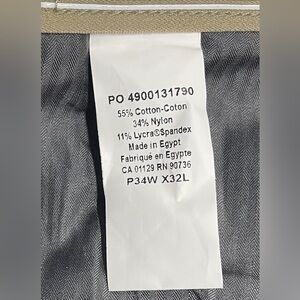 PO 4900131790
55% Cotton-Coton
34% Nylon
11% Lycra®Spandex
Made in Egypt
Fabriqué en Egypte
CA 01129 RN 90736
P34W X32L